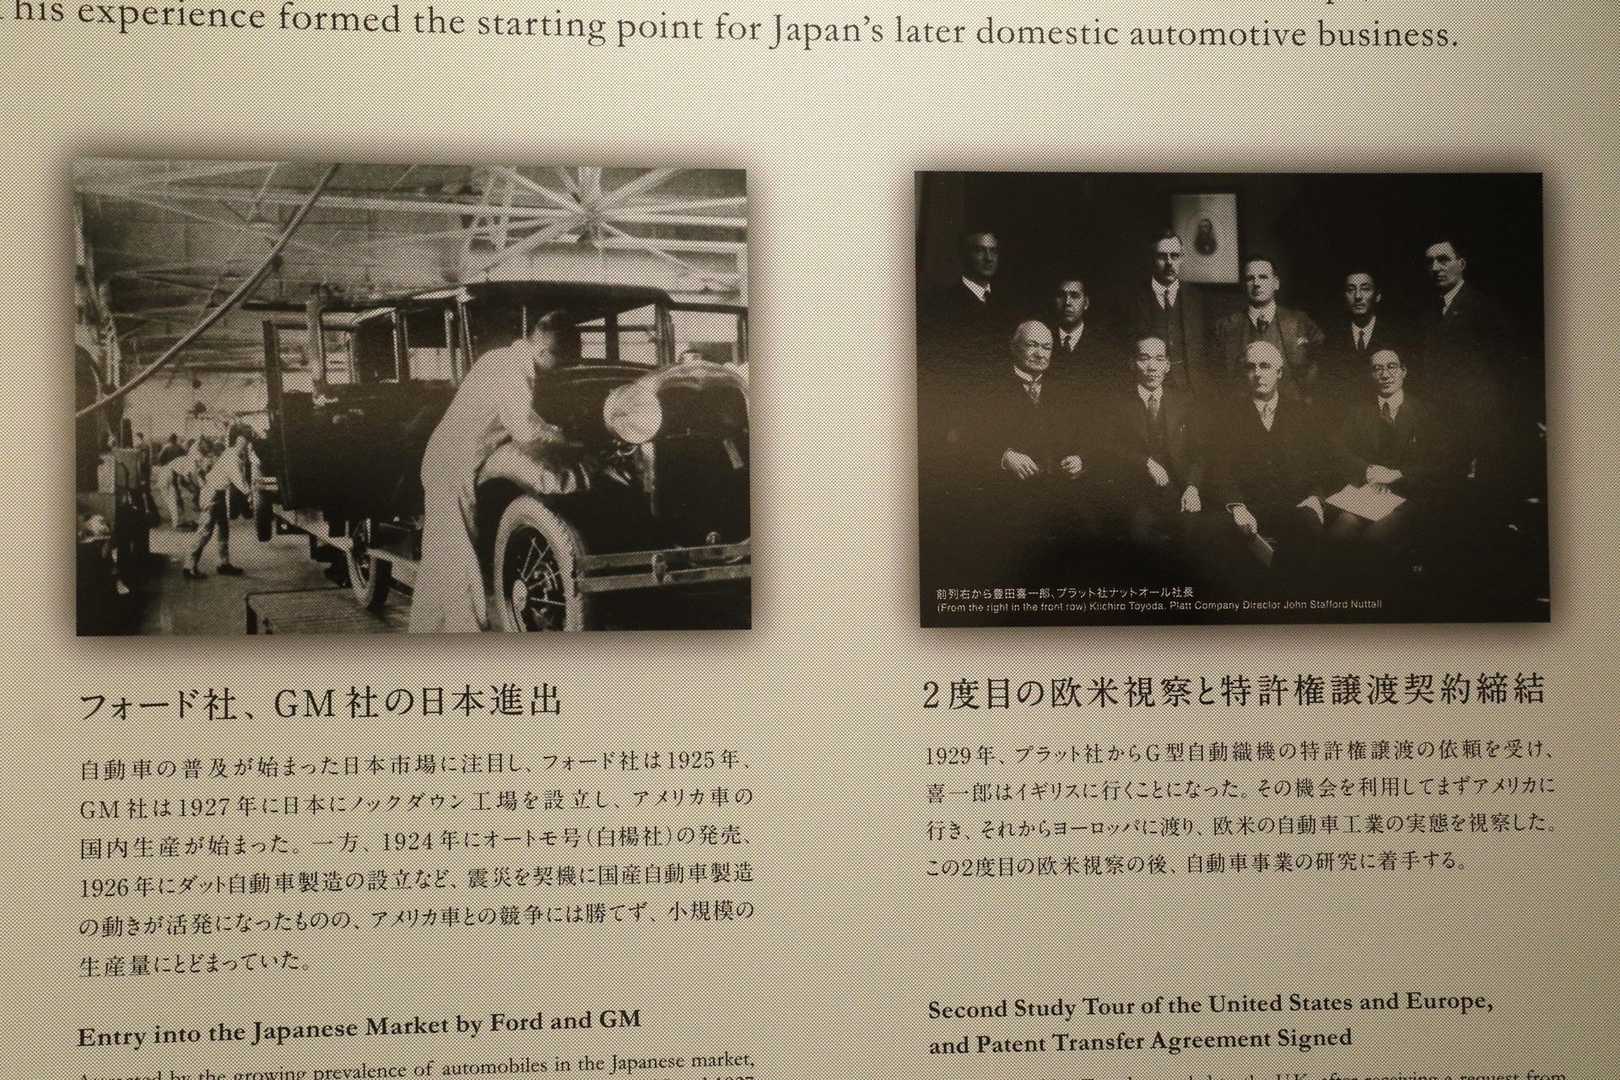 This experience formed the starting point for Japan's later domestic automotive business.
前列右から豊田喜一郎、プラット社ナットオール社長
(From the right in the front row) Kiichiro Toyoda, Platt Company Director John Stafford Nuttall
フォード社、GM社の日本進出
自動車の普及が始まった日本市場に注目し、フォード社は1925年、
GM社は1927年に日本にノックダウン工場を設立し、アメリカ車の
国内生産が始まった。一方、1924年にオートモ号(白楊社)の発売、
1926年にダット自動車製造の設立など、震災を契機に国産自動車製造
の動きが活発になったものの、アメリカ車との競争には勝てず、小規模の
生産量にとどまっていた。
Entry into the Japanese Market by Ford and GM
by the growing prevalence of automobiles in the Japanese market,
2度目の欧米視察と特許権譲渡契約締結
1929年、プラット社からG型自動織機の特許権譲渡の依頼を受け、
喜一郎はイギリスに行くことになった。その機会を利用してまずアメリカに
行き、それからヨーロッパに渡り、欧米の自動車工業の実態を視察した。
この2度目の欧米視察の後、自動車事業の研究に着手する。
Second Study Tour of the United States and Europe,
and Patent Transfer Agreement Signed